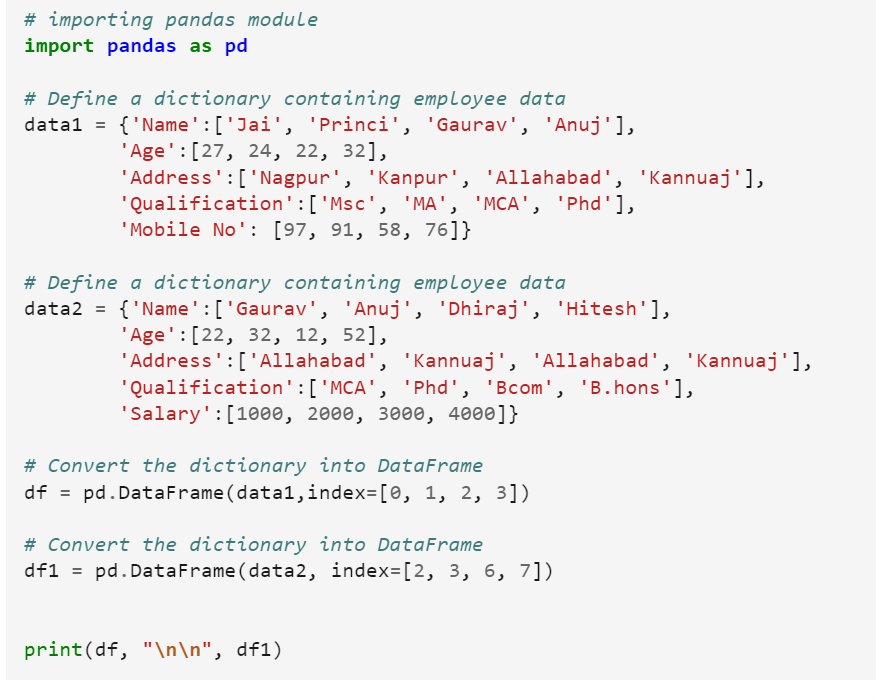 # importing pandas module
import pandas as pd
# Define a dictionary containing employee data
data1 = {'Name':['Jai', 'Princi', 'Gaurav', 'Anuj'],
        'Age':[27, 24, 22, 32],
        'Address':['Nagpur', 'Kanpur', 'Allahabad', 'Kannuaj'],
        'Qualification':['Msc', 'MA', 'MCA', 'Phd'],
        'Mobile No': [97, 91, 58, 76]}
# Define a dictionary containing employee data
data2 = {'Name':['Gaurav', 'Anuj', 'Dhiraj', 'Hitesh'],
        'Age':[22, 32, 12, 52],
        'Address':['Allahabad', 'Kannuaj', 'Allahabad', 'Kannuaj'],
        'Qualification':['MCA', 'Phd', 'Bcom', 'B.hons'],
        'Salary':[1000, 2000, 3000, 4000]}
# Convert the dictionary into DataFrame
df = pd.DataFrame(data1,index=[0, 1, 2, 3])
# Convert the dictionary into DataFrame
df1 = pd.DataFrame(data2, index=[2, 3, 6, 7])
print(df, "\n\n", df1)